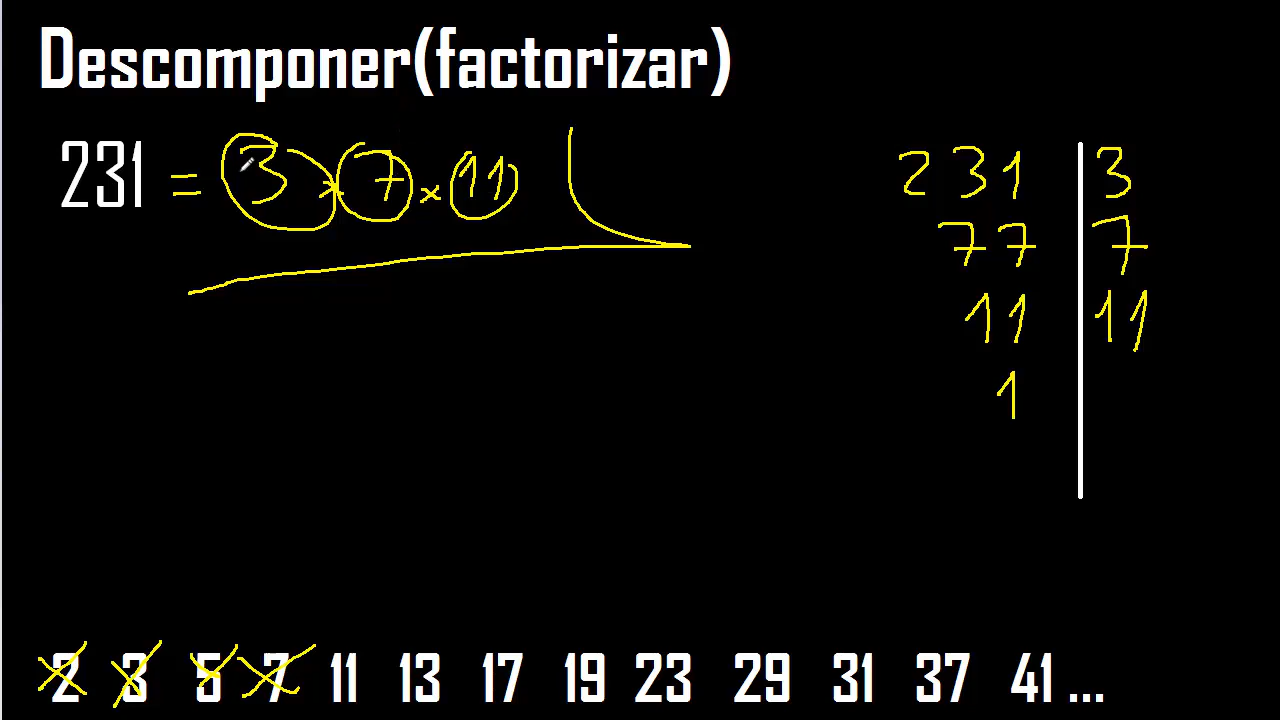 Descomponer(factorizar)
231 = 3 x 7 x 11
231 3
77 7
11 11
1
2 3 5 7 11 13 17 19 23 29 31 37 41 ...